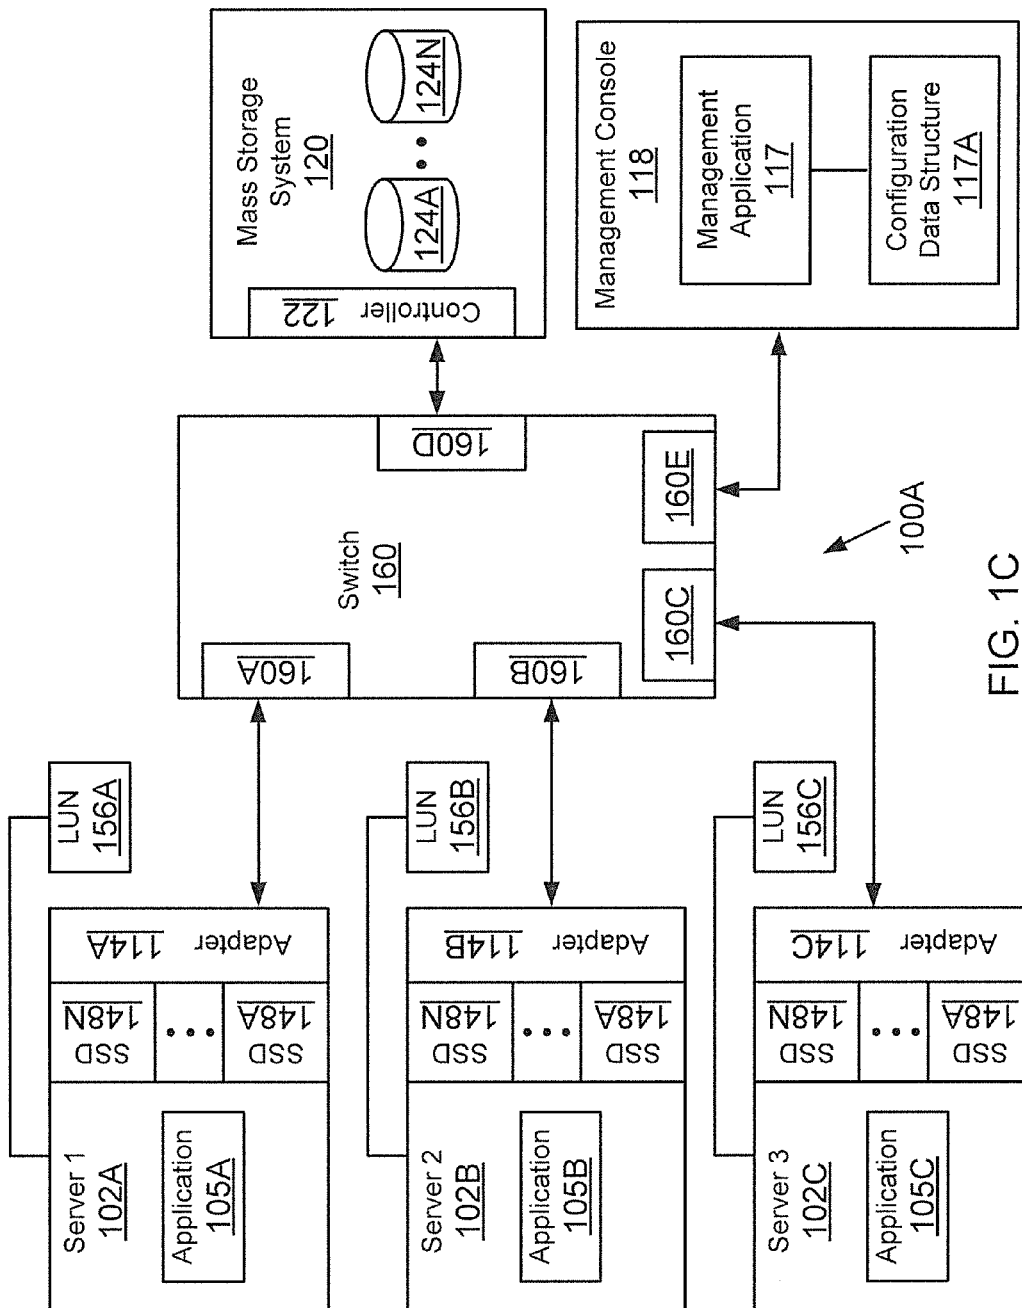 Server 1
102A
Application
105A
SSD
148N
SSD
148A
Adapter
114A
LUN
156A
Server 2
102B
Application
105B
SSD
148N
SSD
148A
Adapter
114B
LUN
156B
Server 3
102C
Application
105C
SSD
148N
SSD
148A
Adapter
114C
LUN
156C
Switch
160
160A
160B
160C
160D
160E
Mass Storage
System
120
Controller
122
124A
124N
Management Console
118
Management
Application
117
Configuration
Data Structure
117A
100A
FIG. 1C